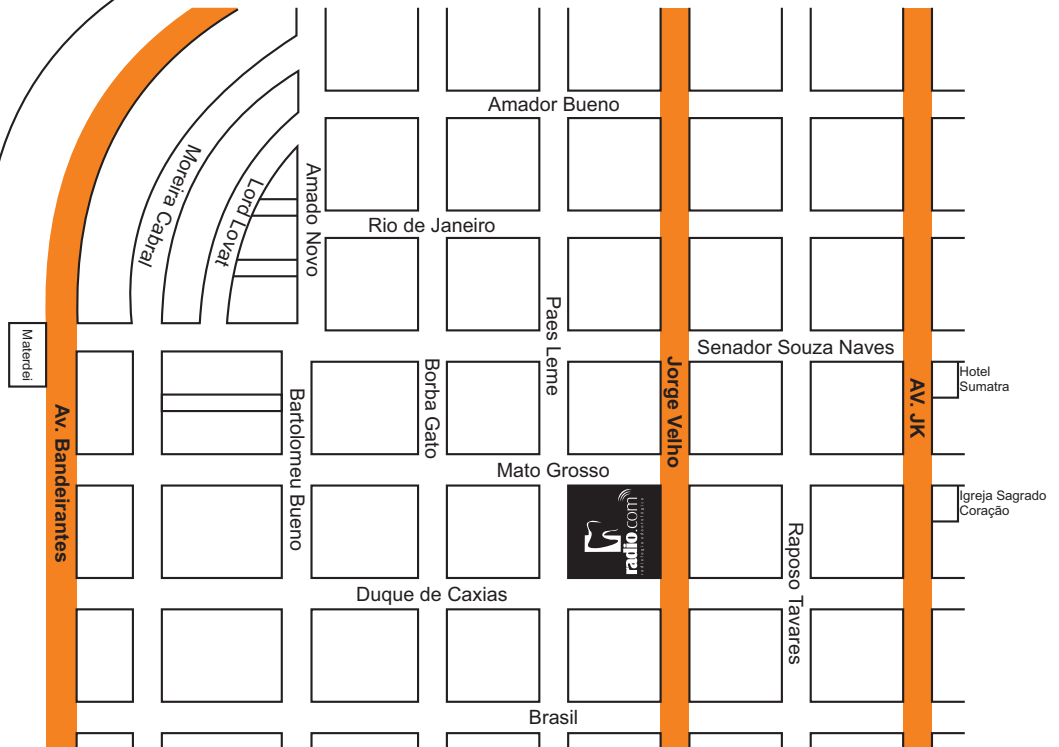 Amador Bueno
Moreira Cabral
Lord Lovat
Amado Novo
Rio de Janeiro
Paes Leme
Materdei
Senador Souza Naves
Jorge Velho
Borba Gato
Hotel
Sumatra
AV. JK
Av. Bandeirantes
Bartolomeu Bueno
Mato Grosso
Igreja Sagrado
Coração
radio.com
Raposo Tavares
Duque de Caxias
Brasil